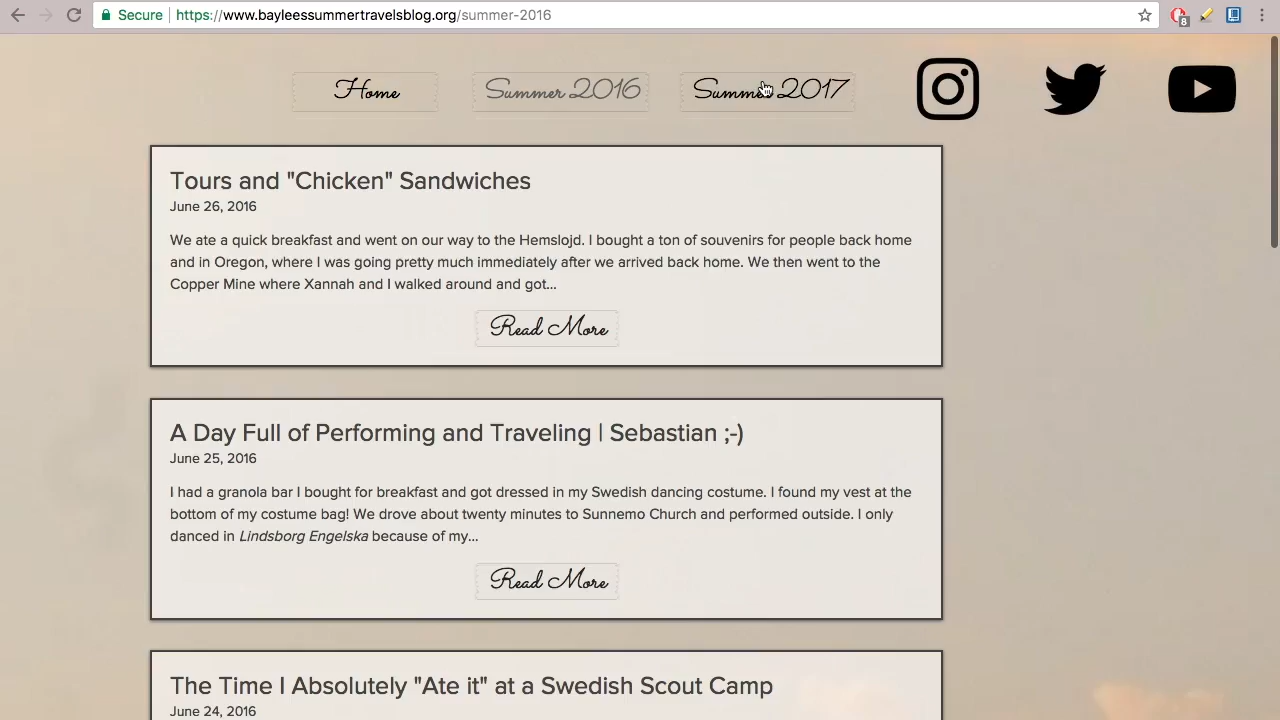 Secure https://www.bayleessummertravelsblog.org/summer-2016
8
Home Summer 2016 Summer 2017
Tours and "Chicken" Sandwiches
June 26, 2016
We ate a quick breakfast and went on our way to the Hemslojd. I bought a ton of souvenirs for people back home
and in Oregon, where I was going pretty much immediately after we arrived back home. We then went to the
Copper Mine where Xannah and I walked around and got...
Read More
A Day Full of Performing and Traveling | Sebastian ;-)
June 25, 2016
I had a granola bar I bought for breakfast and got dressed in my Swedish dancing costume. I found my vest at the
bottom of my costume bag! We drove about twenty minutes to Sunnemo Church and performed outside. I only
danced in Lindsborg Engelska because of my...
Read More
The Time I Absolutely "Ate it" at a Swedish Scout Camp
June 24, 2016